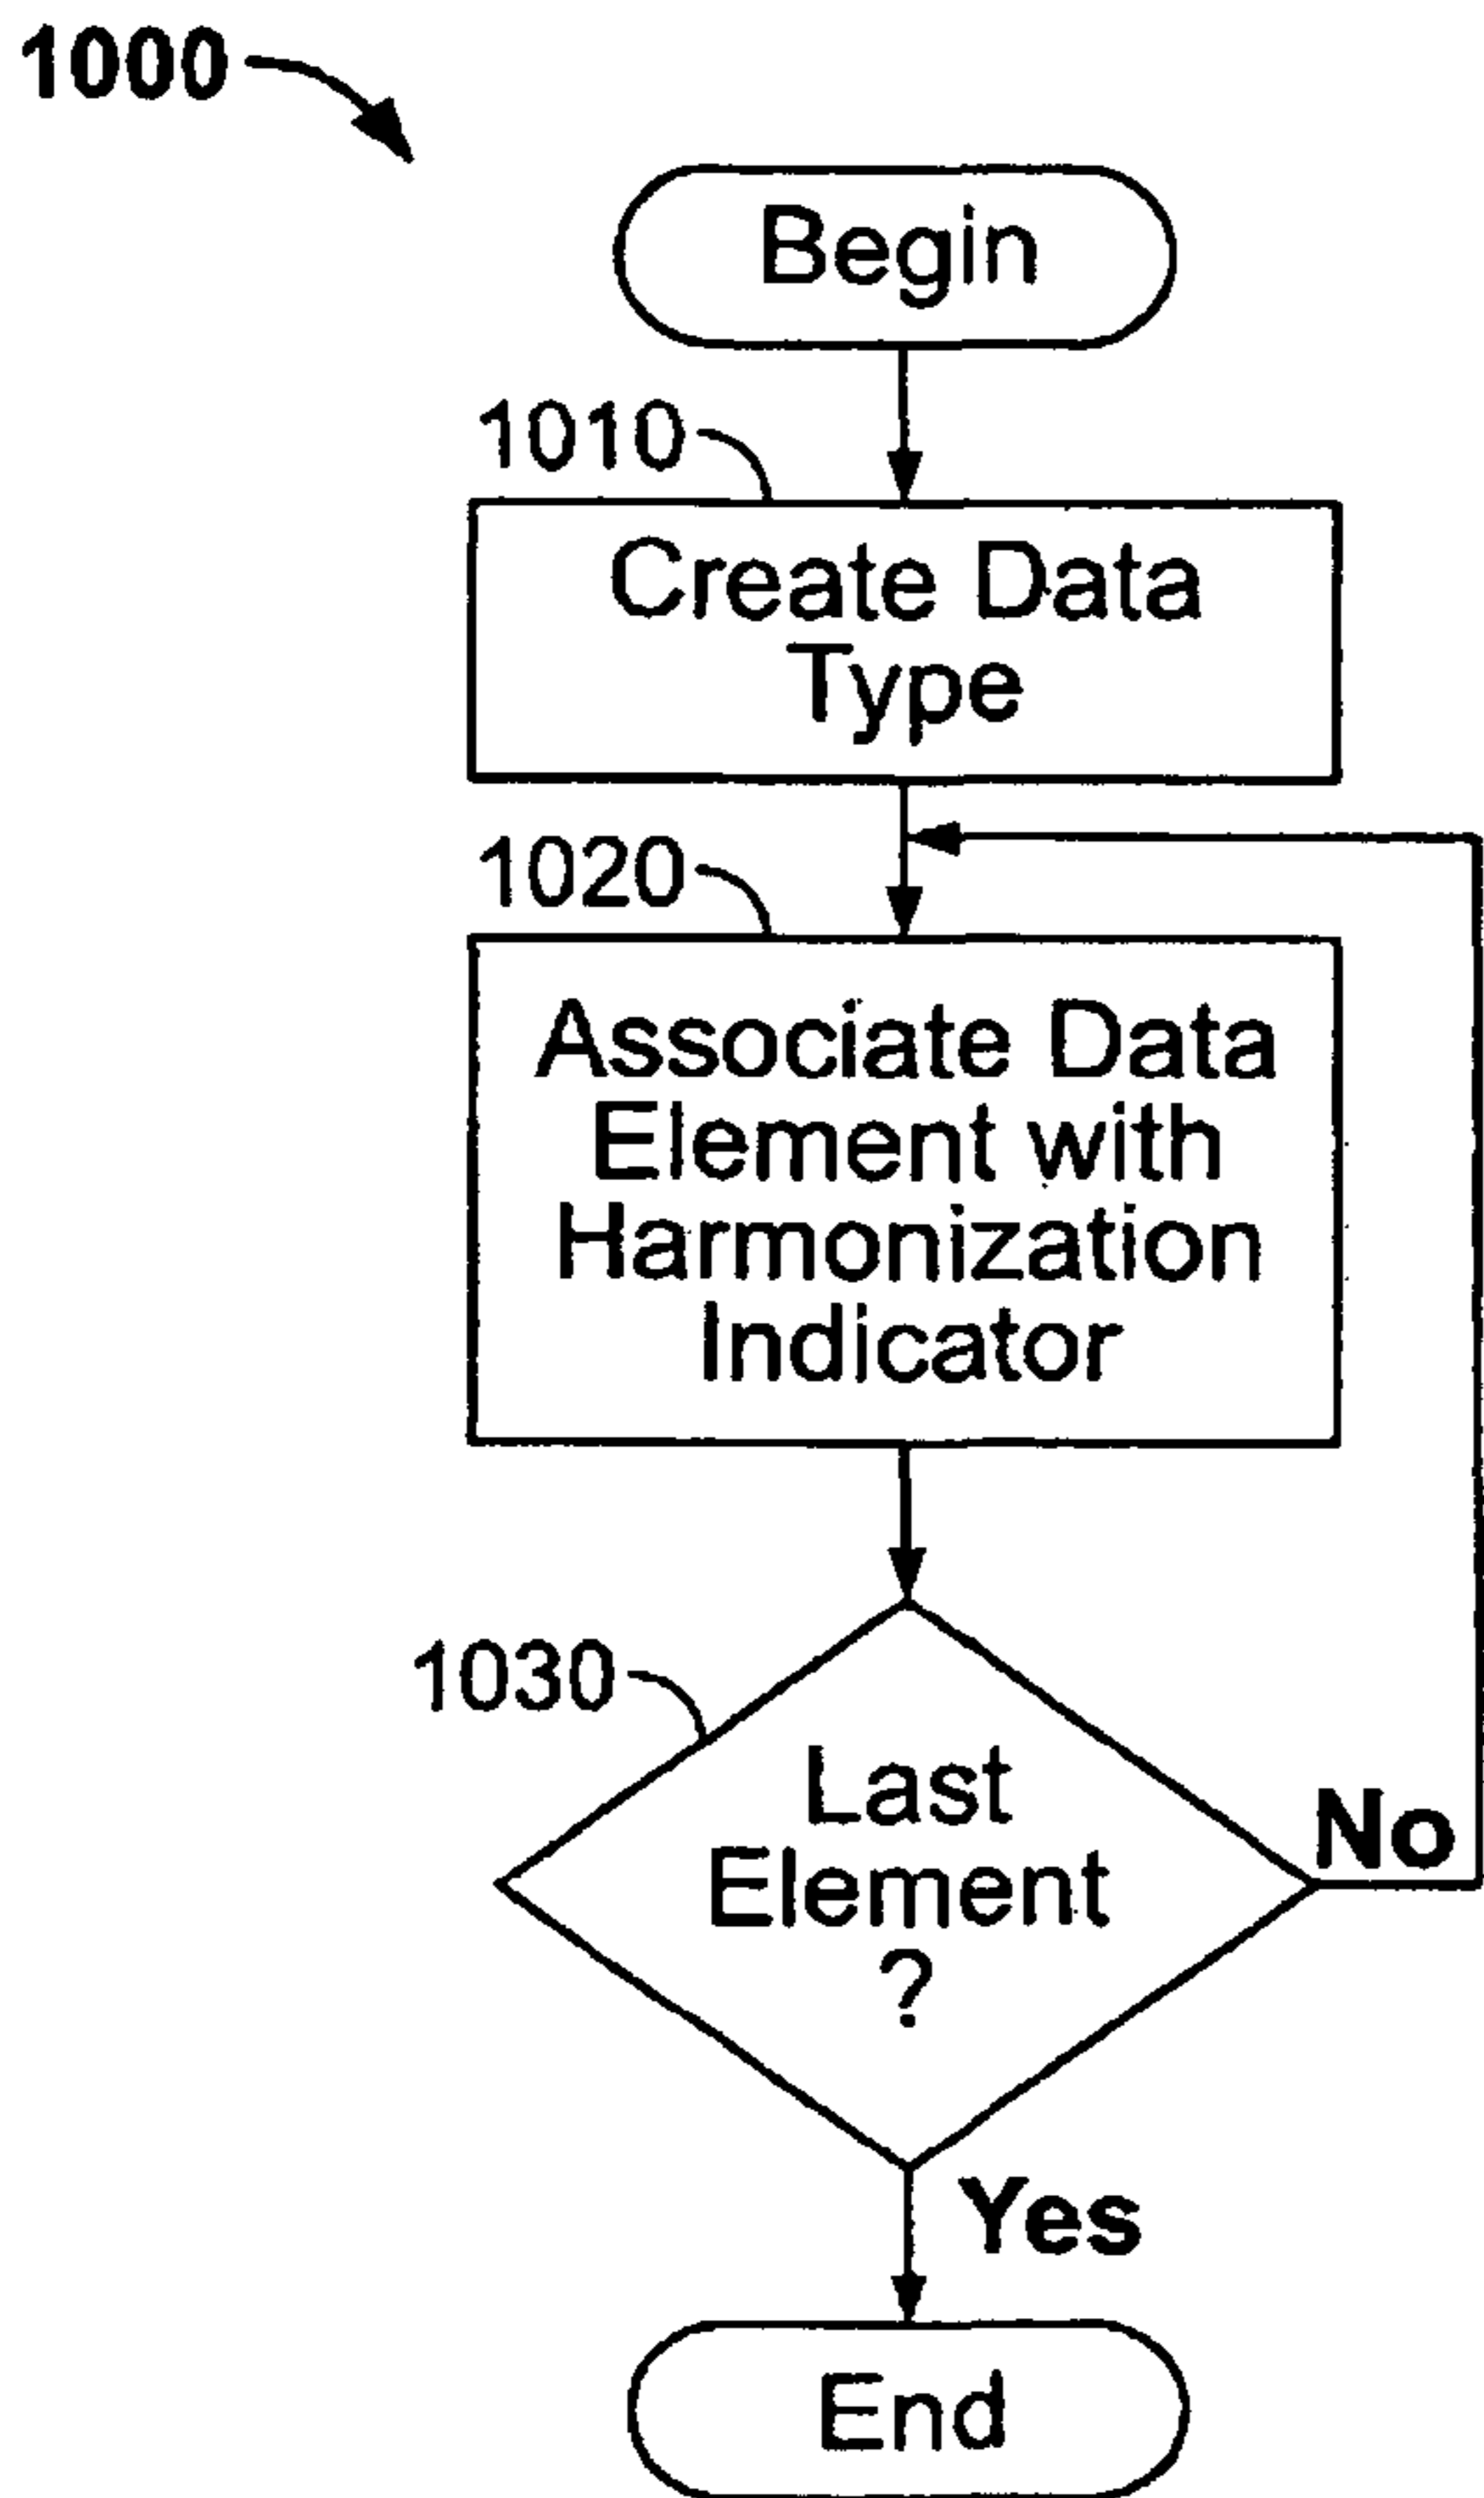 1000
Begin
1010
Create Data
Type
1020
Associate Data
Element with
Harmonization
Indicator
1030
Last
Element
?
No
Yes
End